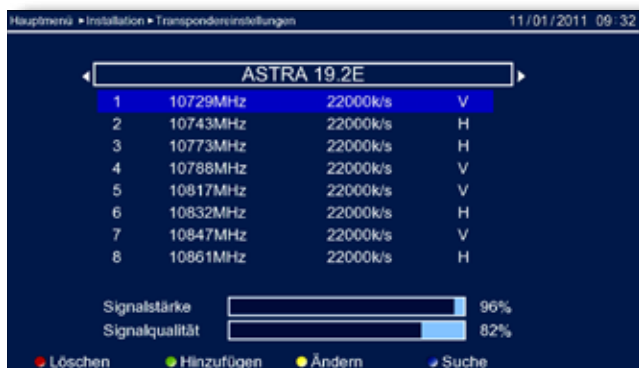 Hauptmenü ▸Installation ▸Transpondereinstellungen 11/01/2011 09:32
ASTRA 19.2E
1 10729MHz 22000k/s V
2 10743MHz 22000k/s H
3 10773MHz 22000k/s H
4 10788MHz 22000k/s V
5 10817MHz 22000k/s V
6 10832MHz 22000k/s H
7 10847MHz 22000k/s V
8 10861MHz 22000k/s H
Signalstärke 96%
Signalqualität 82%
Löschen Hinzufügen Ändern Suche